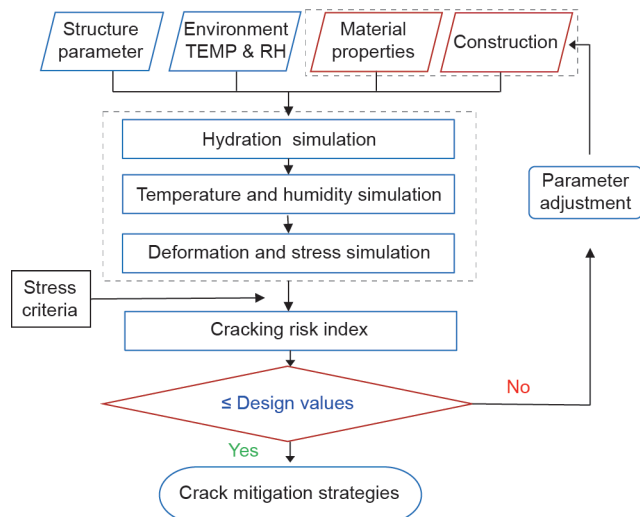 Structure
parameter
Environment
TEMP & RH
Material
properties
Construction
Hydration simulation
Temperature and humidity simulation
Parameter
adjustment
Deformation and stress simulation
Stress
criteria
Cracking risk index
≤ Design values
No
Yes
Crack mitigation strategies